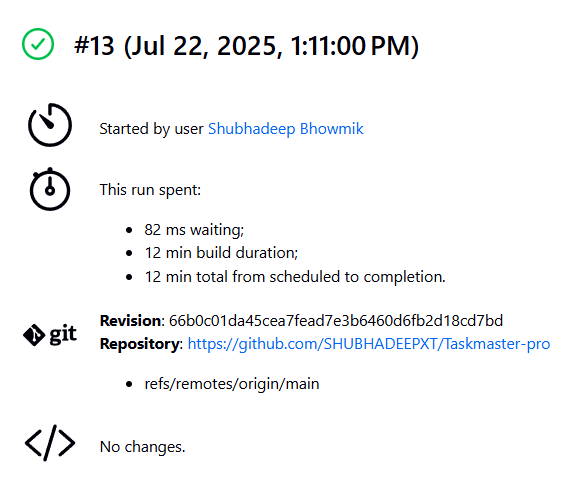 #13 (Jul 22, 2025, 1:11:00 PM)
Started by user Shubhadeep Bhowmik
This run spent:
82 ms waiting;
12 min build duration;
12 min total from scheduled to completion.
git
Revision: 66b0c01da45cea7fead7e3b6460d6fb2d18cd7bd
Repository: https://github.com/SHUBHADEEPXT/Taskmaster-pro
refs/remotes/origin/main
No changes.